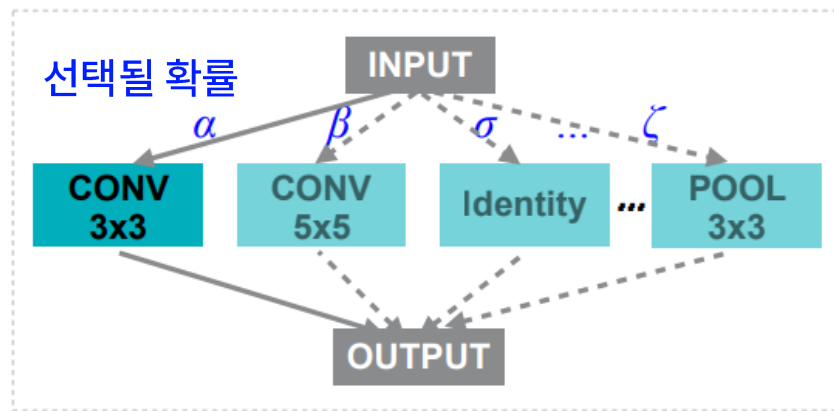 선택될 확률
INPUT
α β σ ... ζ
CONV
3x3
CONV
5x5
Identity
...
POOL
3x3
OUTPUT